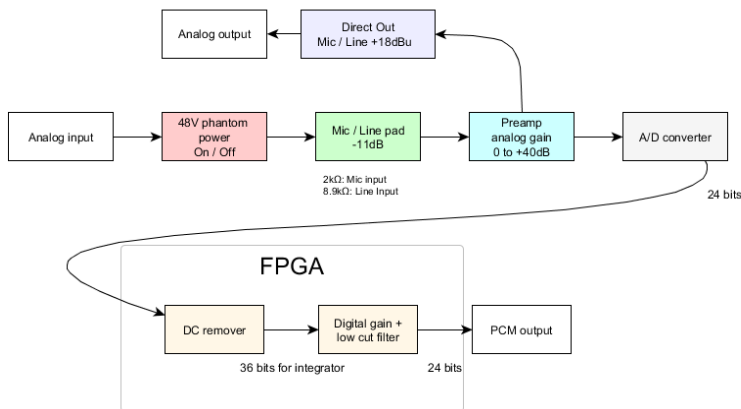 Analog output
Direct Out
Mic / Line +18dBu
Analog input
48V phantom
power
On / Off
Mic / Line pad
-11dB
Preamp
analog gain
0 to +40dB
A/D converter
2kΩ: Mic input
8.9kΩ: Line Input
24 bits
FPGA
DC remover
Digital gain +
low cut filter
PCM output
36 bits for integrator
24 bits